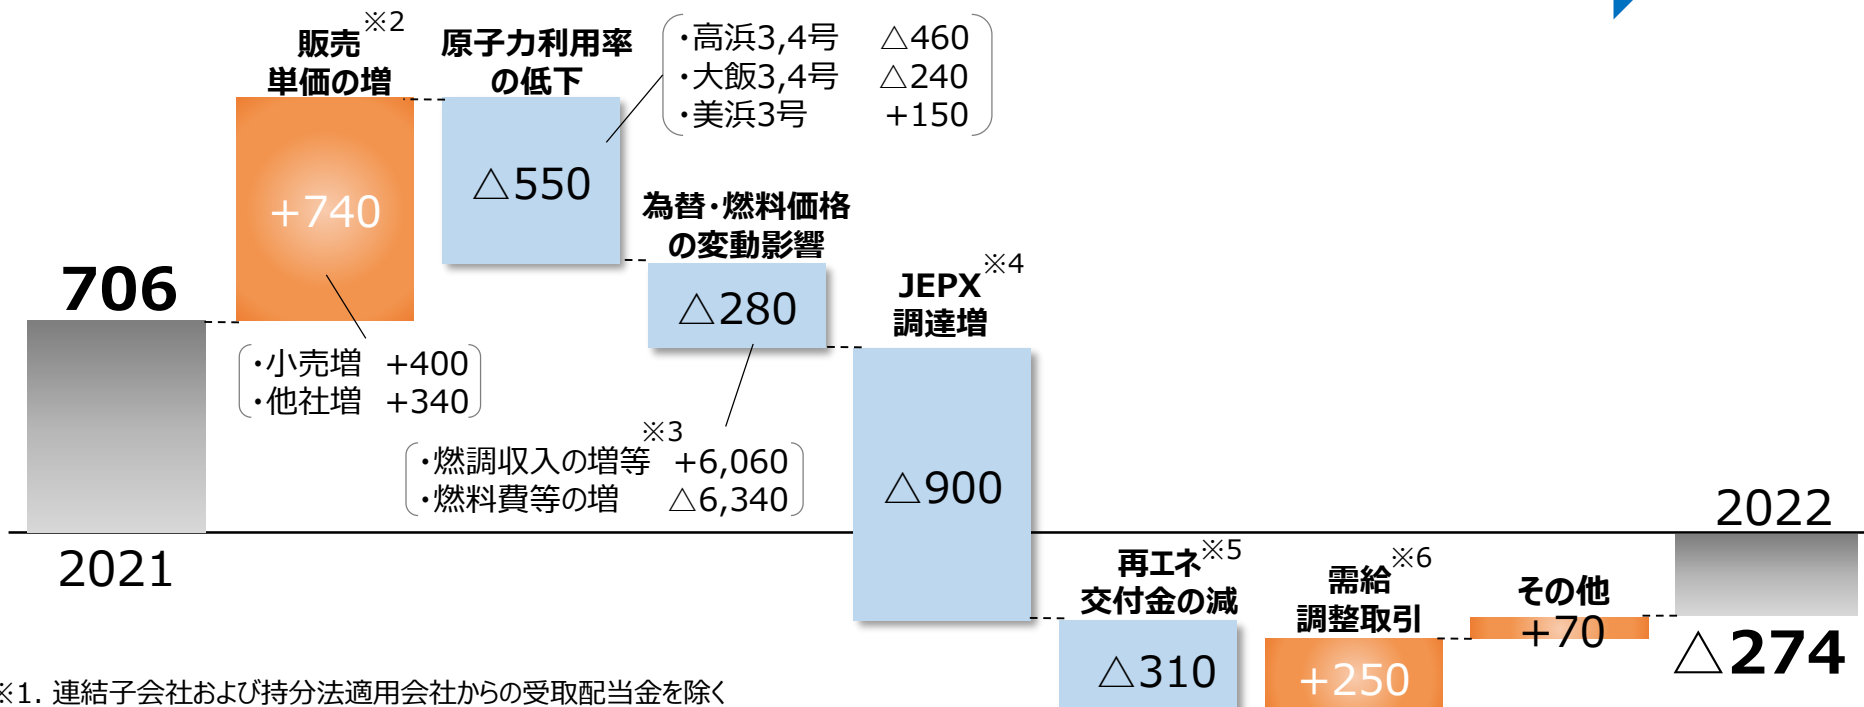 706
2021
販売※2
単価の増
+740
・小売増 +400
・他社増 +340
原子力利用率
の低下
△550
・高浜3,4号 △460
・大飯3,4号 △240
・美浜3号 +150
為替・燃料価格
の変動影響
△280
※3
・燃調収入の増等 +6,060
・燃料費等の増 △6,340
JEPX※4
調達増
△900
再エネ※5
交付金の減
△310
需給※6
調整取引
+250
その他
+70
2022
△274
※1. 連結子会社および持分法適用会社からの受取配当金を除く